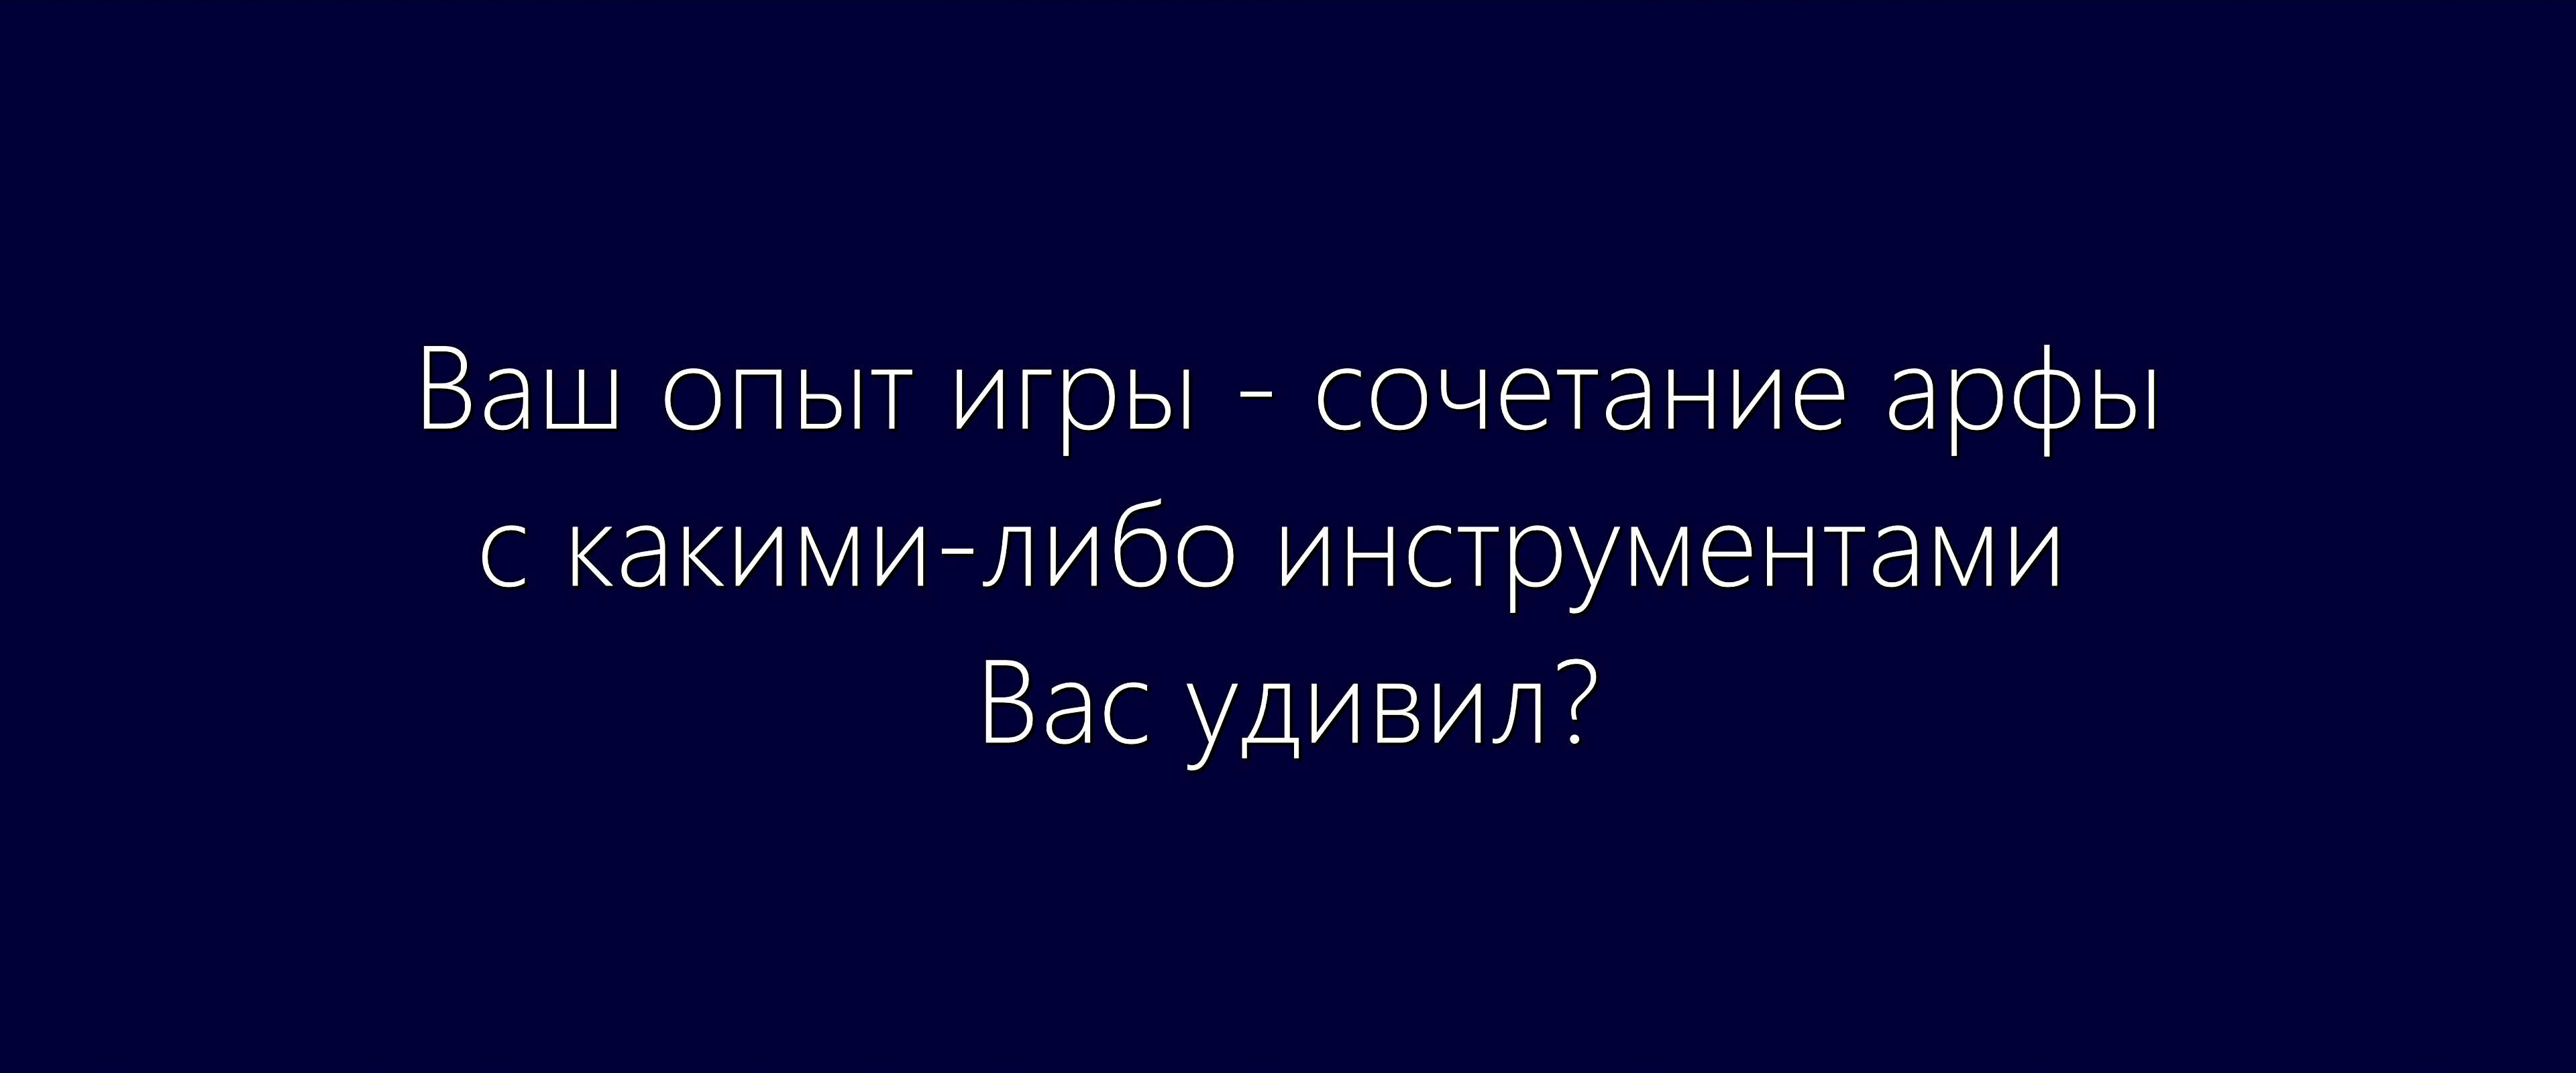 Ваш опыт игры - сочетание арфы
с какими-либо инструментами
Вас удивил?